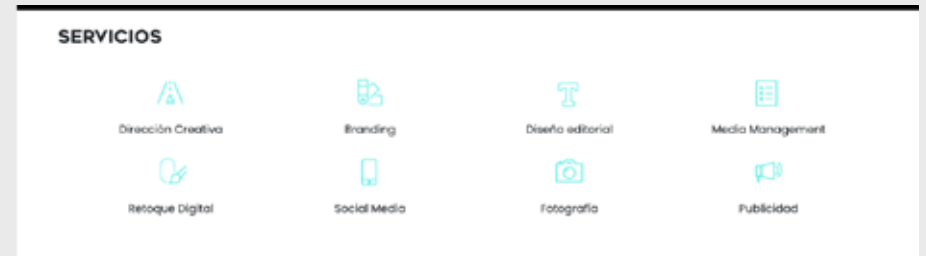 SERVICIOS
Dirección Creativa Branding Diseño editorial Media Management
Retoque Digital Social Media Fotografía Publicidad